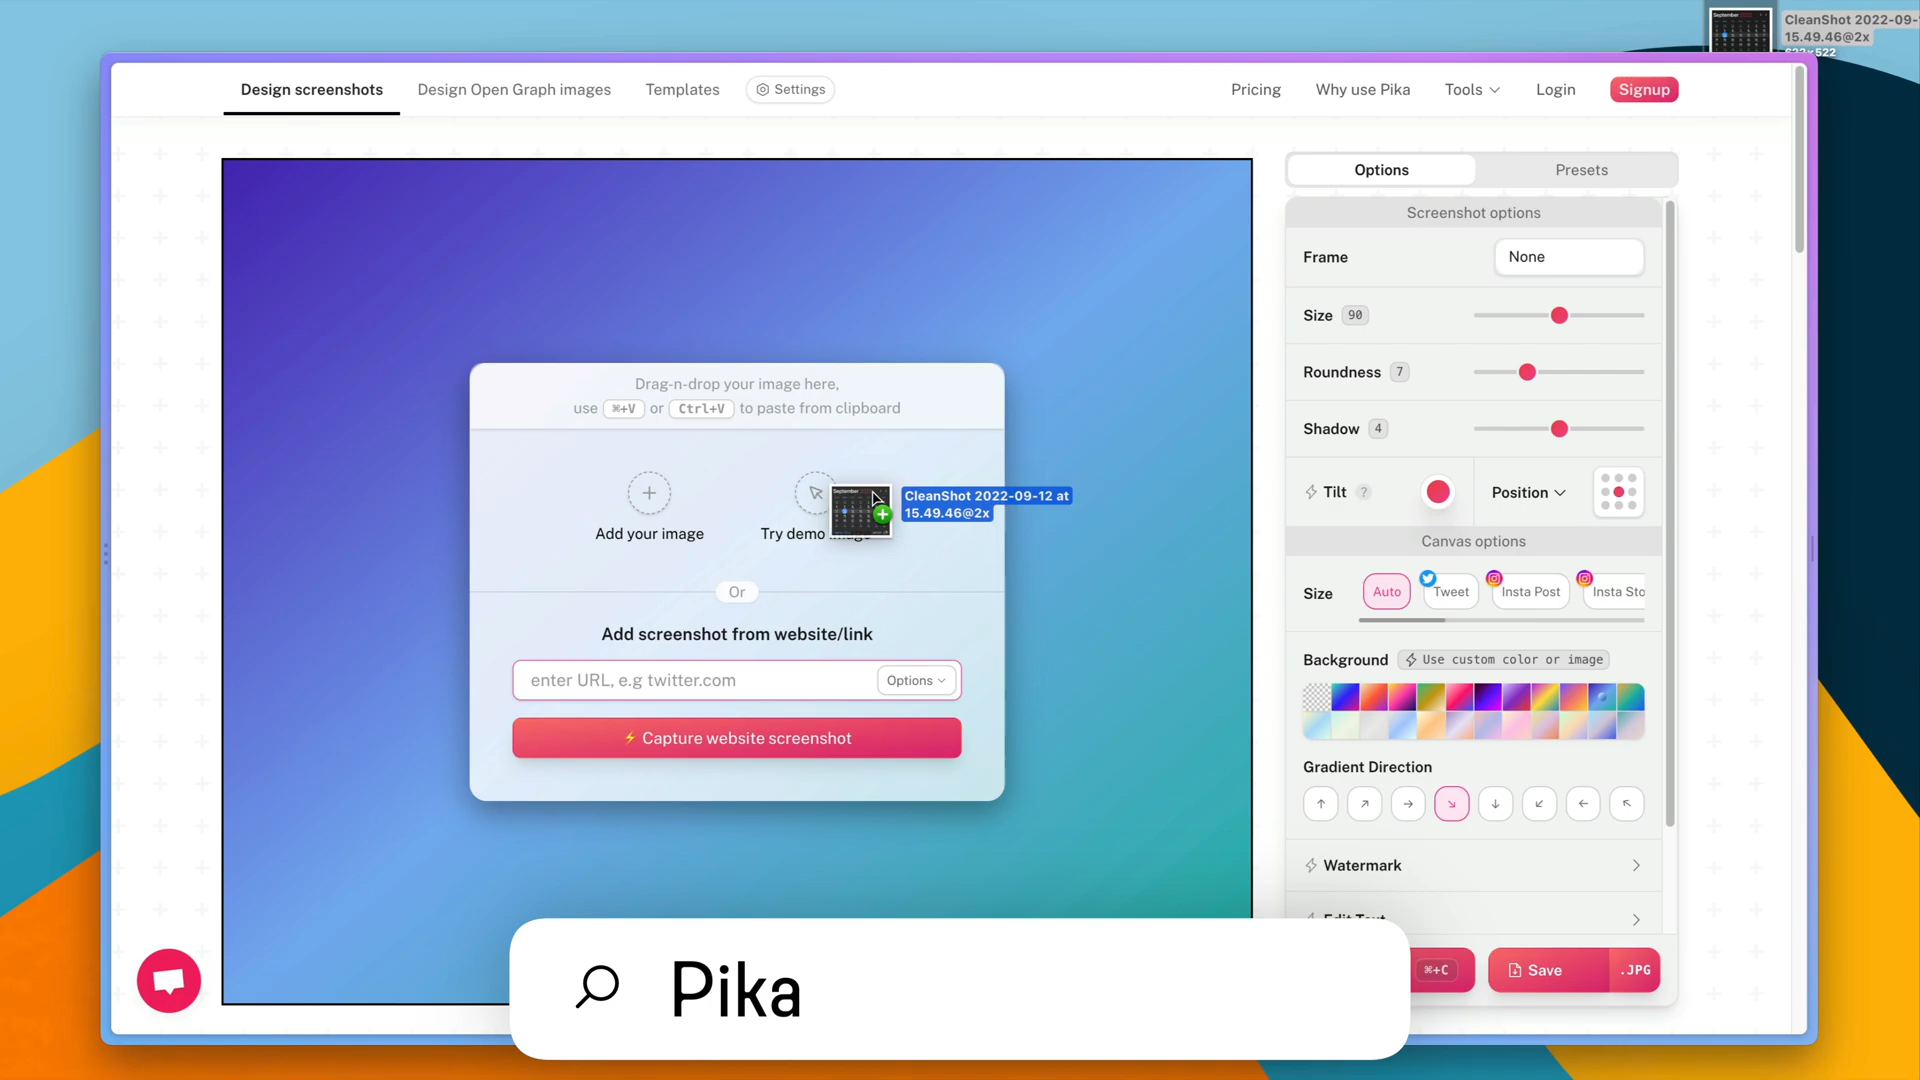 CleanShot 2022-09-
15.49.46@2x
Design screenshots
Design Open Graph images
Templates
Settings
Pricing
Why use Pika
Tools
Login
Signup
Drag-n-drop your image here,
use ⌘+V or Ctrl+V to paste from clipboard
September
CleanShot 2022-09-12 at
15.49.46@2x
Add your image
Try demo
Or
Add screenshot from website/link
enter URL, e.g twitter.com
Options
⚡ Capture website screenshot
Options
Presets
Screenshot options
Frame
None
Size 90
Roundness 7
Shadow 4
Tilt ?
Position
Canvas options
Size
Auto
Tweet
Insta Post
Insta Sto
Background
Use custom color or image
Gradient Direction
Watermark
Edit Text
⌘+C
Save
.JPG
Pika